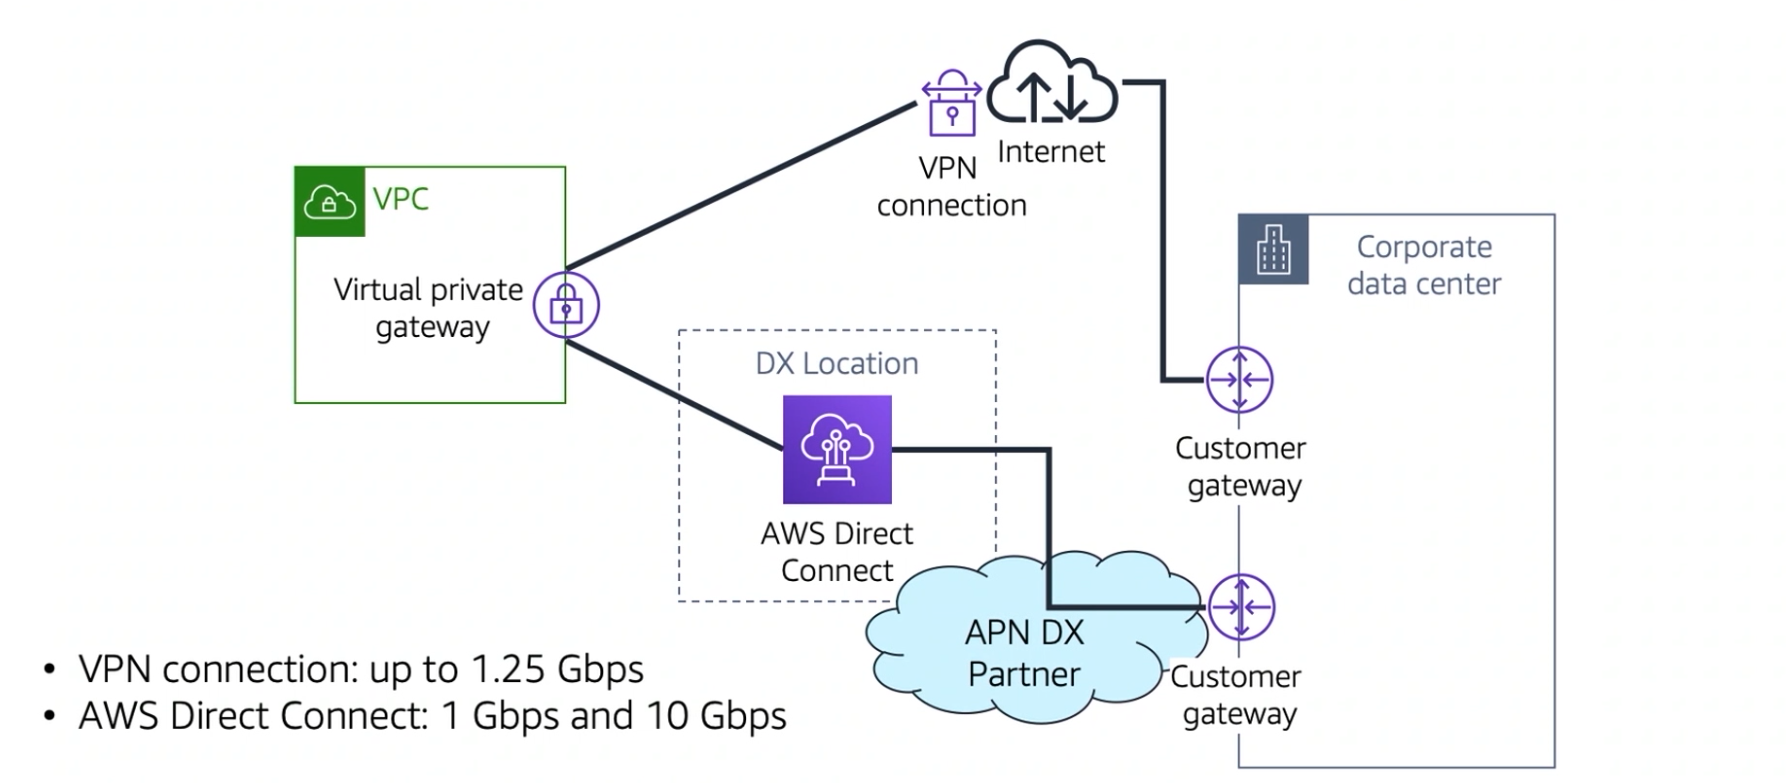 Internet
VPN
connection
VPC
Virtual private
gateway
Corporate
data center
DX Location
AWS Direct
Connect
Customer
gateway
APN DX
Partner
Customer
gateway
• VPN connection: up to 1.25 Gbps
• AWS Direct Connect: 1 Gbps and 10 Gbps